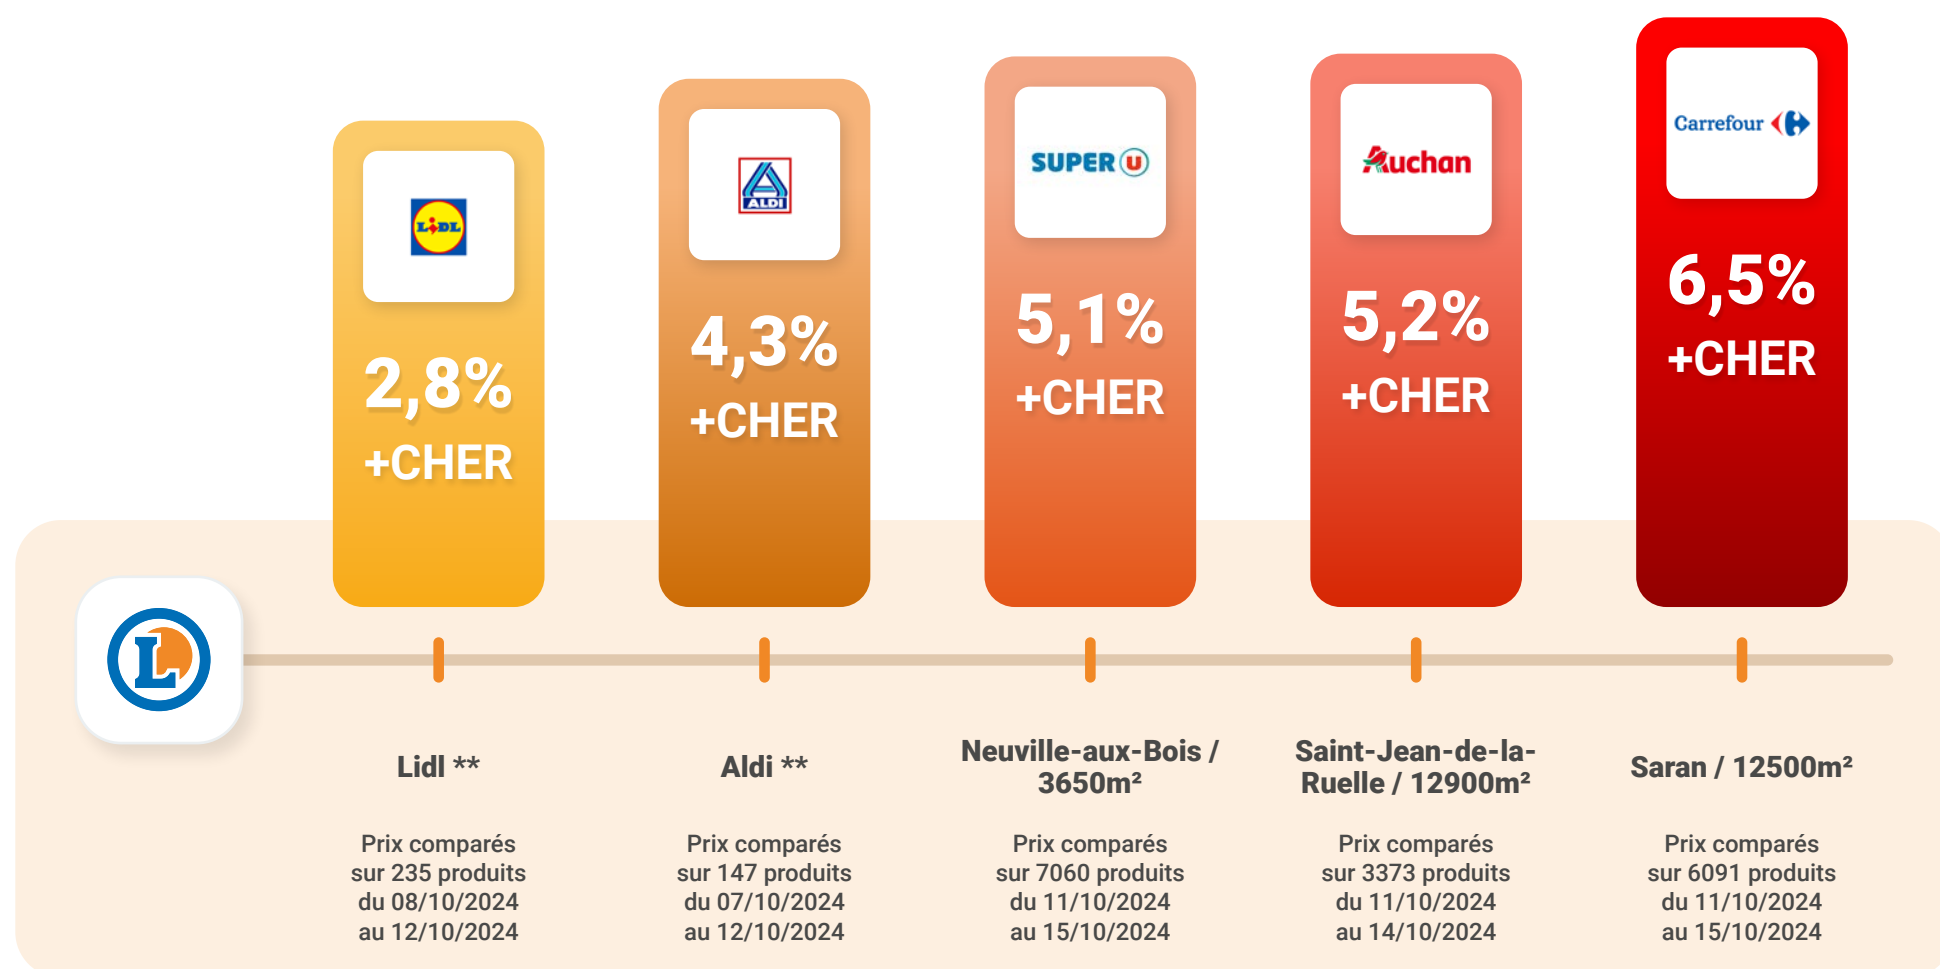 LIDL
2,8%
+CHER
ALDI
4,3%
+CHER
SUPER U
5,1%
+CHER
Auchan
5,2%
+CHER
Carrefour
6,5%
+CHER
L
Lidl **
Prix comparés
sur 235 produits
du 08/10/2024
au 12/10/2024
Aldi **
Prix comparés
sur 147 produits
du 07/10/2024
au 12/10/2024
Neuville-aux-Bois /
3650m²
Prix comparés
sur 7060 produits
du 11/10/2024
au 15/10/2024
Saint-Jean-de-la-
Ruelle / 12900m²
Prix comparés
sur 3373 produits
du 11/10/2024
au 14/10/2024
Saran / 12500m²
Prix comparés
sur 6091 produits
du 11/10/2024
au 15/10/2024